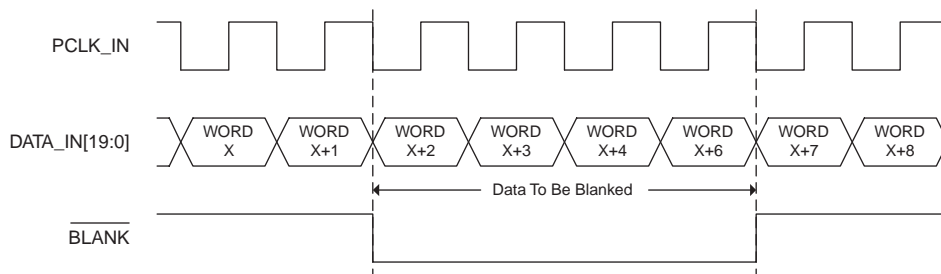 PCLK_IN
DATA_IN[19:0]
WORD X
WORD X+1
WORD X+2
WORD X+3
WORD X+4
WORD X+6
WORD X+7
WORD X+8
Data To Be Blanked
BLANK